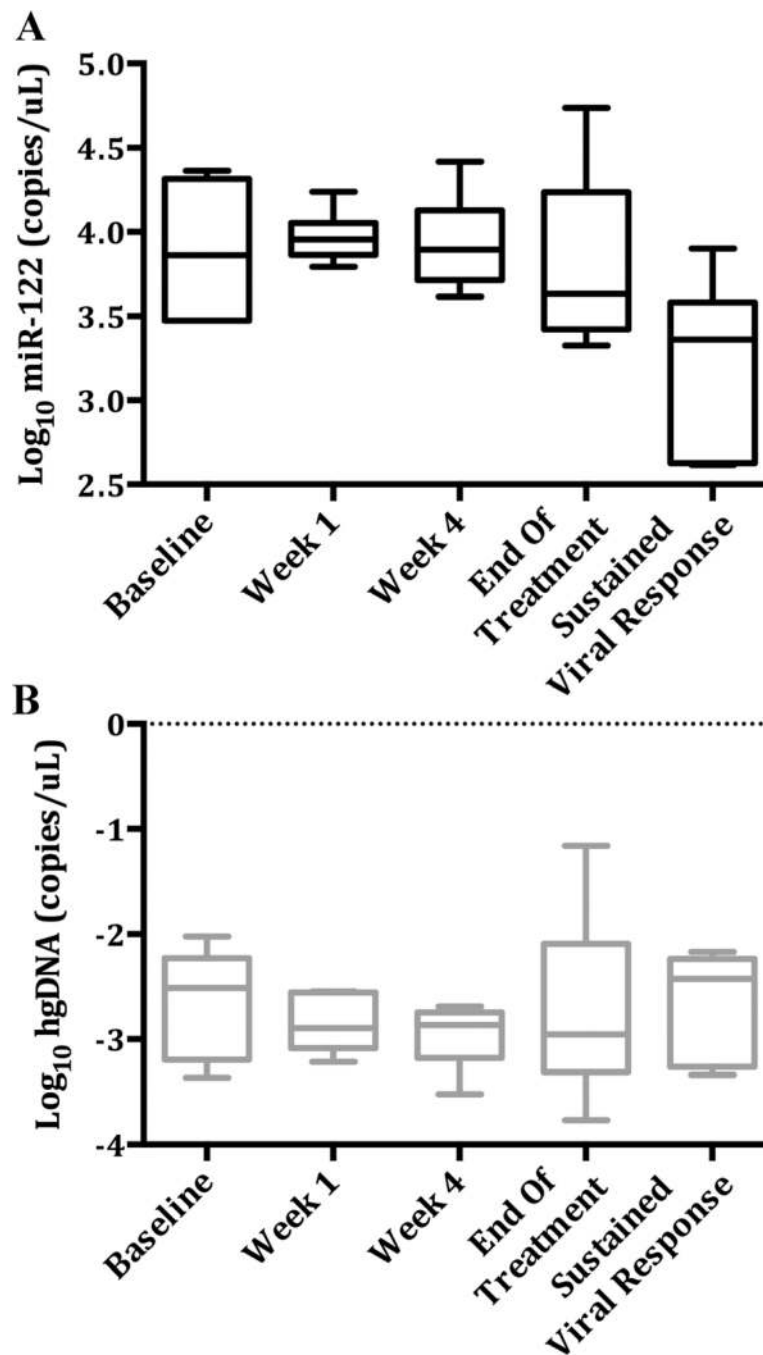 A
Log10 miR-122 (copies/uL)
5.0
4.5
4.0
3.5
3.0
2.5
Baseline
Week 1
Week 4
End Of
Treatment
Sustained
Viral Response
B
Log10 hgDNA (copies/uL)
0
-1
-2
-3
-4
Baseline
Week 1
Week 4
End Of
Treatment
Sustained
Viral Response